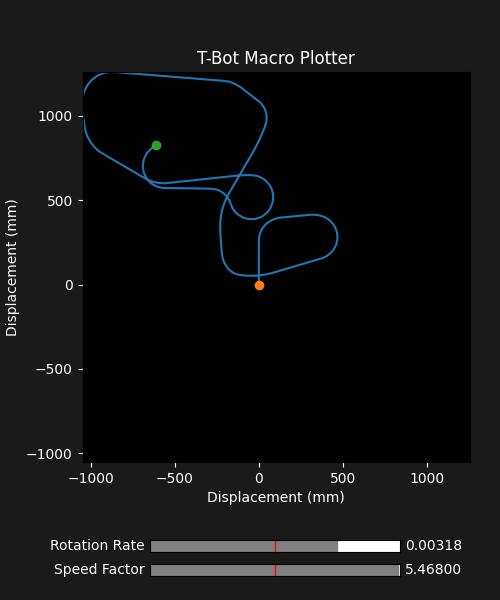 T-Bot Macro Plotter
1000
500
0
−500
−1000
Displacement (mm)
−1000
−500
0
500
1000
Displacement (mm)
Rotation Rate 0.00318
Speed Factor 5.46800